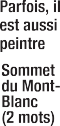 Parfois, il
est aussi
peintre
Sommet
du Mont-
Blanc
(2 mots)